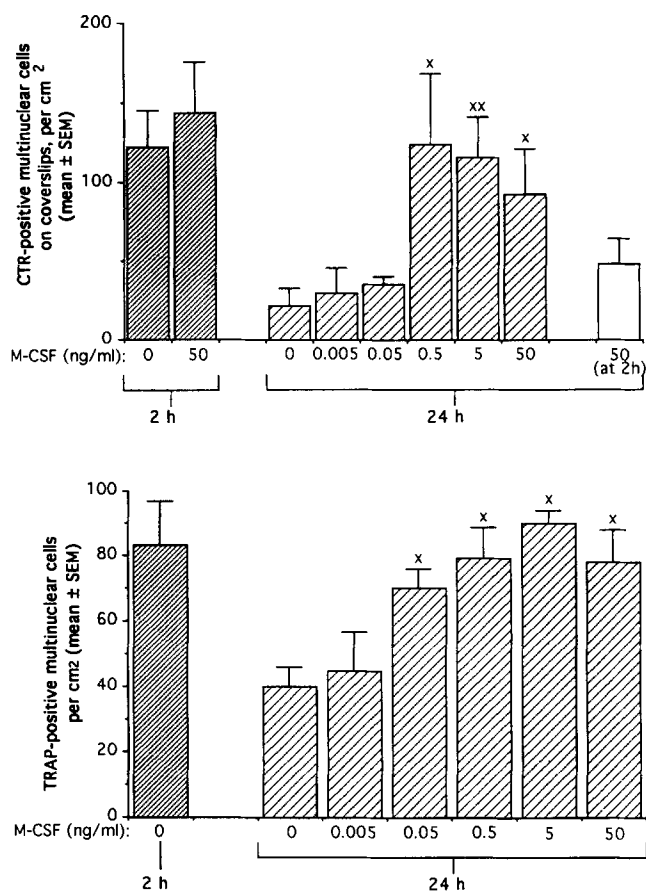 CTR-positive multinuclear cells
on coverslips, per cm 2
(mean ± SEM)
200
100
0
x
xx
x
M-CSF (ng/ml):
0
50
0
0.005
0.05
0.5
5
50
50
(at 2h)
2 h
24 h
TRAP-positive multinuclear cells
per cm2 (mean ± SEM)
100
80
60
40
20
0
x
x
x
x
M-CSF (ng/ml):
0
0
0.005
0.05
0.5
5
50
2 h
24 h